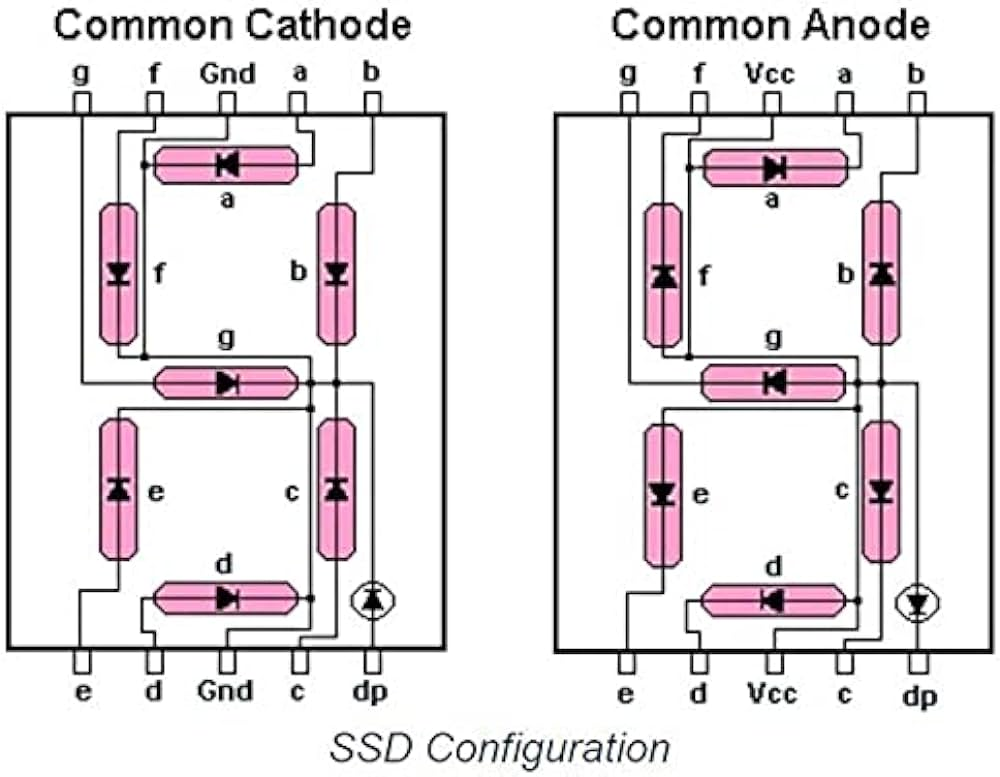 Common Cathode Common Anode
g f Gnd a b g f Vcc a b
a a
f b f b
g g
e c e c
d d
e d Gnd c dp e d Vcc c dp
SSD Configuration